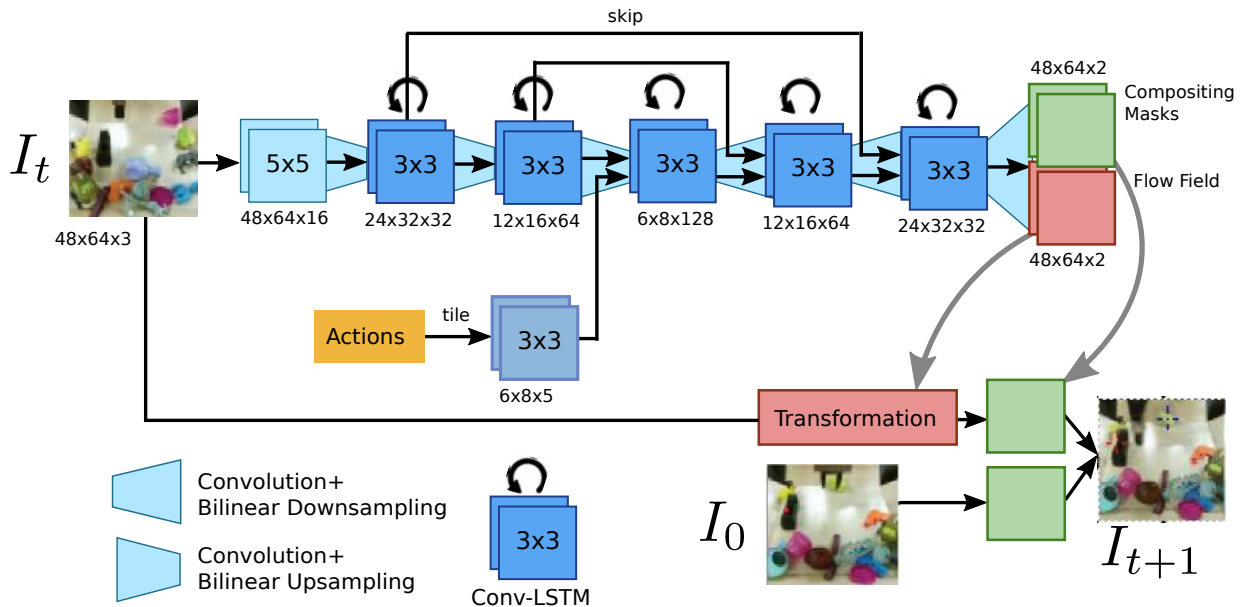 skip
48x64x2
Compositing
Masks
I_t
5x5
3x3
3x3
3x3
3x3
3x3
Flow Field
48x64x3
48x64x16
24x32x32
12x16x64
6x8x128
12x16x64
24x32x32
48x64x2
Actions
tile
3x3
6x8x5
Transformation
Convolution+
Bilinear Downsampling
Convolution+
Bilinear Upsampling
3x3
Conv-LSTM
I_0
I_{t+1}